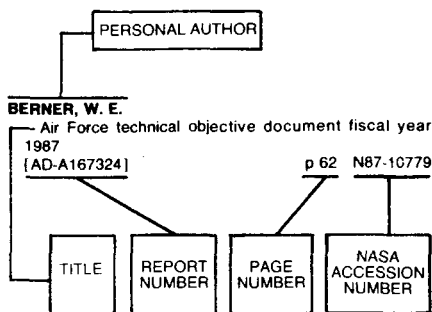 PERSONAL AUTHOR
BERNER, W. E.
Air Force technical objective document fiscal year
1987
[AD-A167324] p 62 N87-10779
TITLE
REPORT
NUMBER
PAGE
NUMBER
NASA
ACCESSION
NUMBER